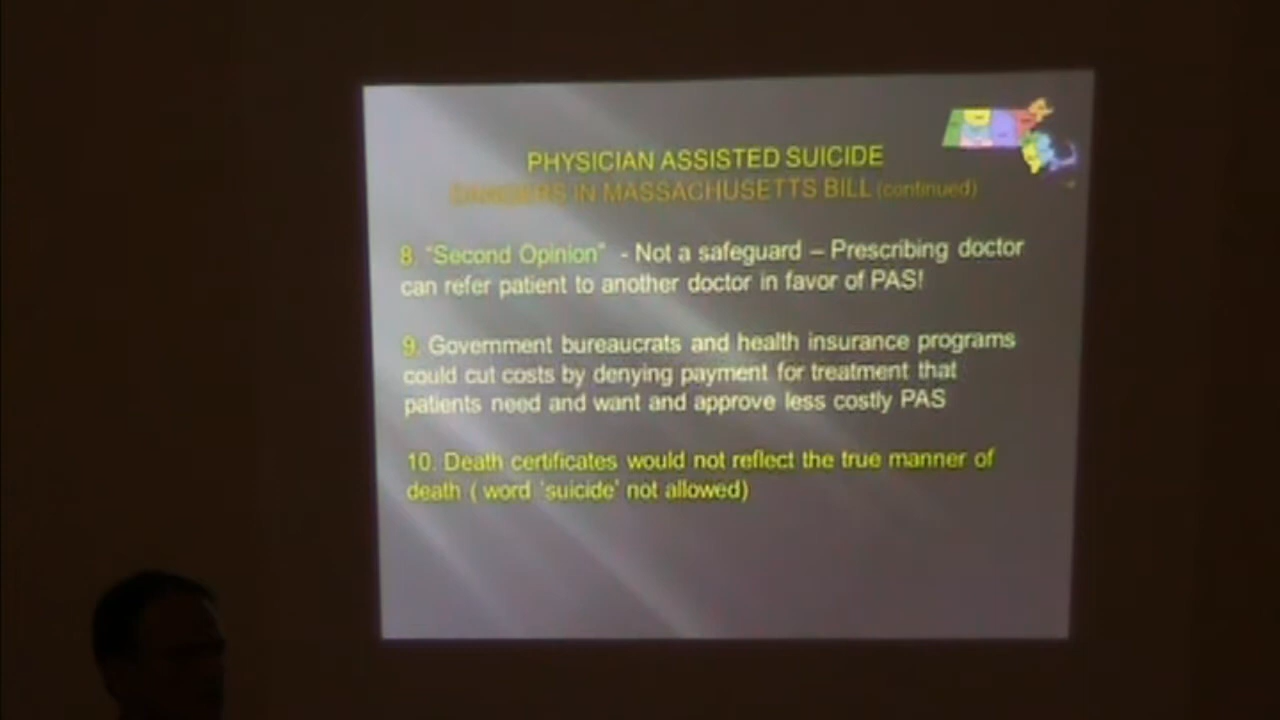 PHYSICIAN ASSISTED SUICIDE
DANGERS IN MASSACHUSETTS BILL (continued)
8. "Second Opinion" - Not a safeguard – Prescribing doctor
can refer patient to another doctor in favor of PAS!
9. Government bureaucrats and health insurance programs
could cut costs by denying payment for treatment that
patients need and want and approve less costly PAS
10. Death certificates would not reflect the true manner of
death ( word 'suicide' not allowed)